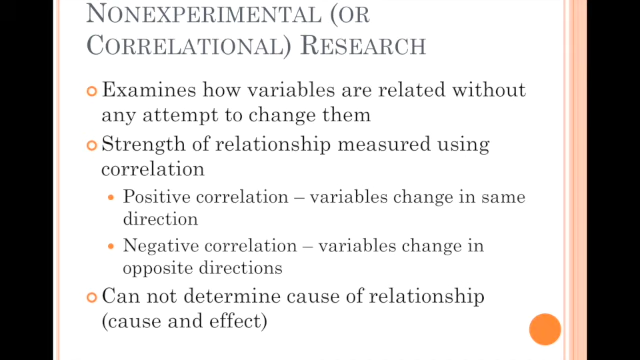 NONEXPERIMENTAL (OR
CORRELATIONAL) RESEARCH
Examines how variables are related without
any attempt to change them
Strength of relationship measured using
correlation
Positive correlation – variables change in same
direction
Negative correlation – variables change in
opposite directions
Can not determine cause of relationship
(cause and effect)